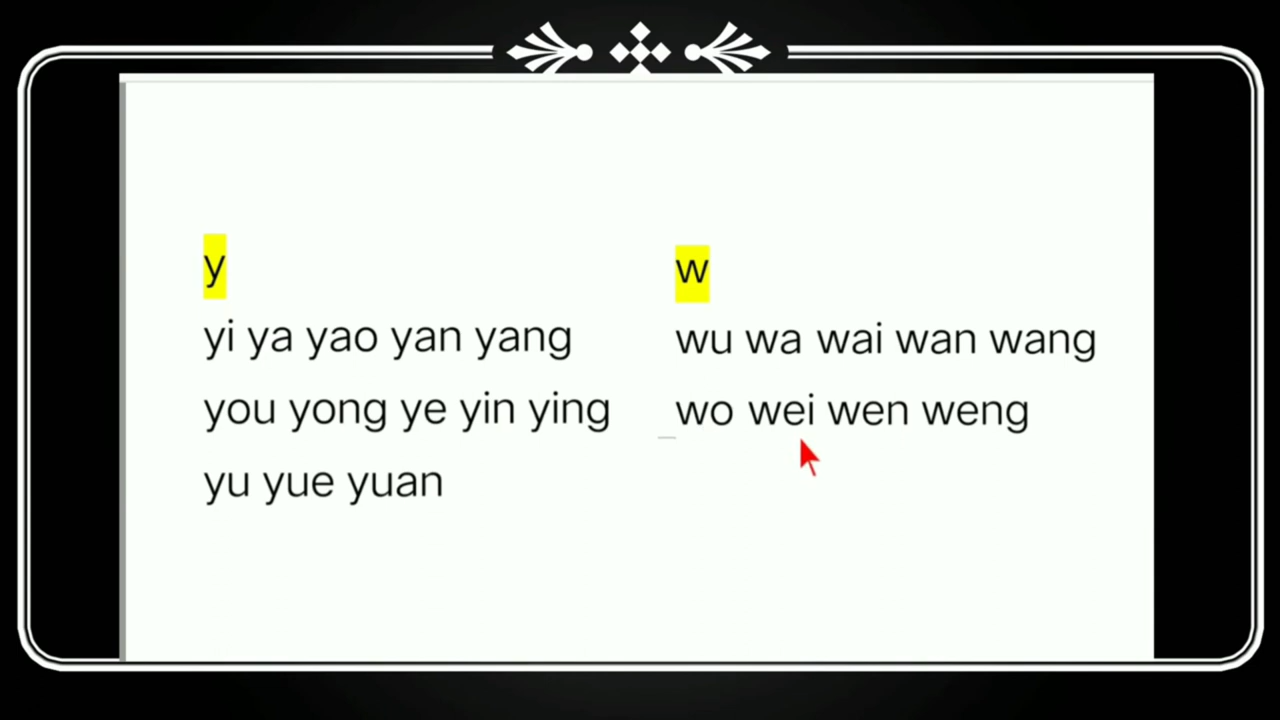 y
yi ya yao yan yang
you yong ye yin ying
yu yue yuan
w
wu wa wai wan wang
wo wei wen weng